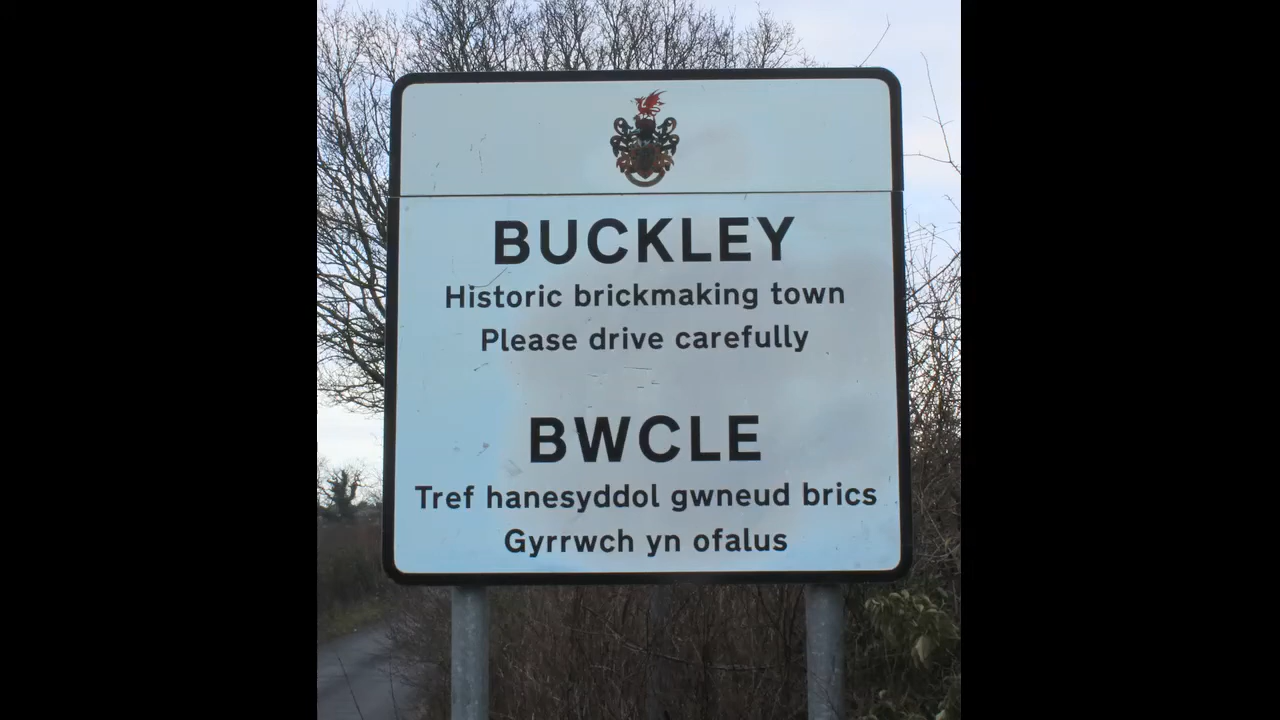 BUCKLEY
Historic brickmaking town
Please drive carefully
BWCLE
Tref hanesyddol gwneud brics
Gyrrwch yn ofalus